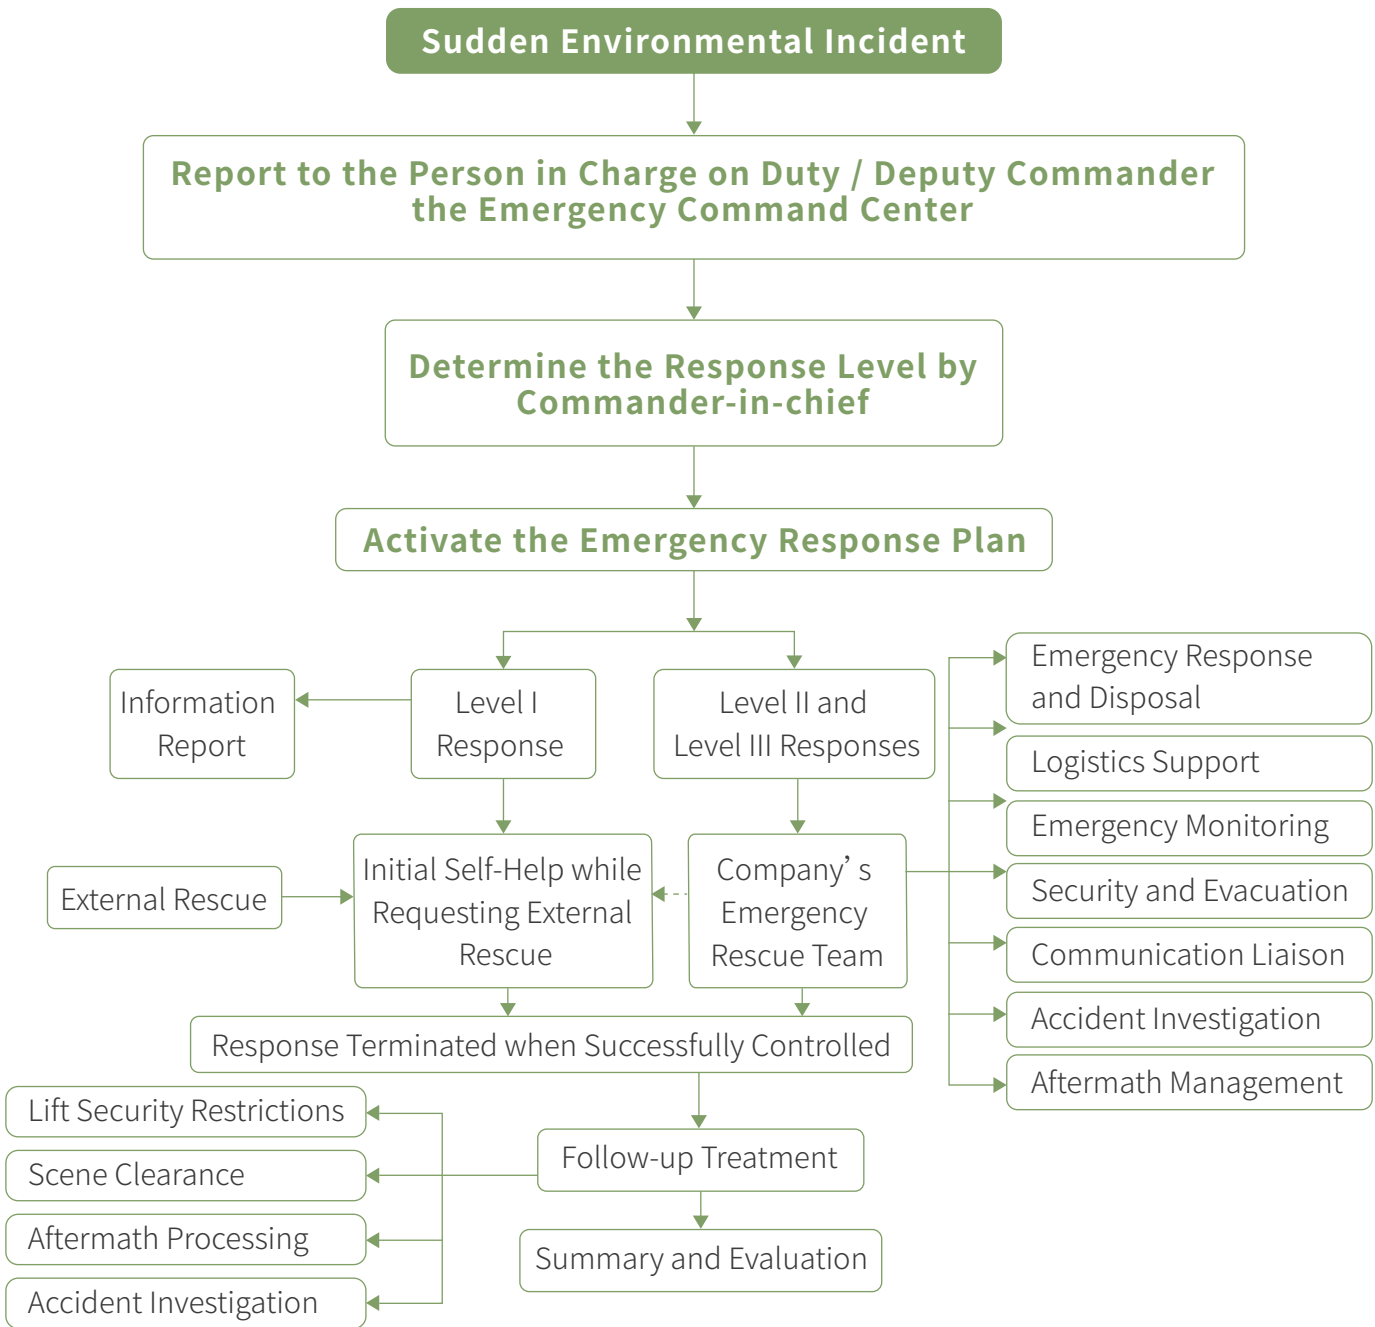 Sudden Environmental Incident
Report to the Person in Charge on Duty / Deputy Commander
the Emergency Command Center
Determine the Response Level by
Commander-in-chief
Activate the Emergency Response Plan
Information
Report
Level I
Response
Level II and
Level III Responses
External Rescue
Initial Self-Help while
Requesting External
Rescue
Company’s
Emergency
Rescue Team
Emergency Response
and Disposal
Logistics Support
Emergency Monitoring
Security and Evacuation
Communication Liaison
Accident Investigation
Aftermath Management
Response Terminated when Successfully Controlled
Follow-up Treatment
Lift Security Restrictions
Scene Clearance
Aftermath Processing
Accident Investigation
Summary and Evaluation